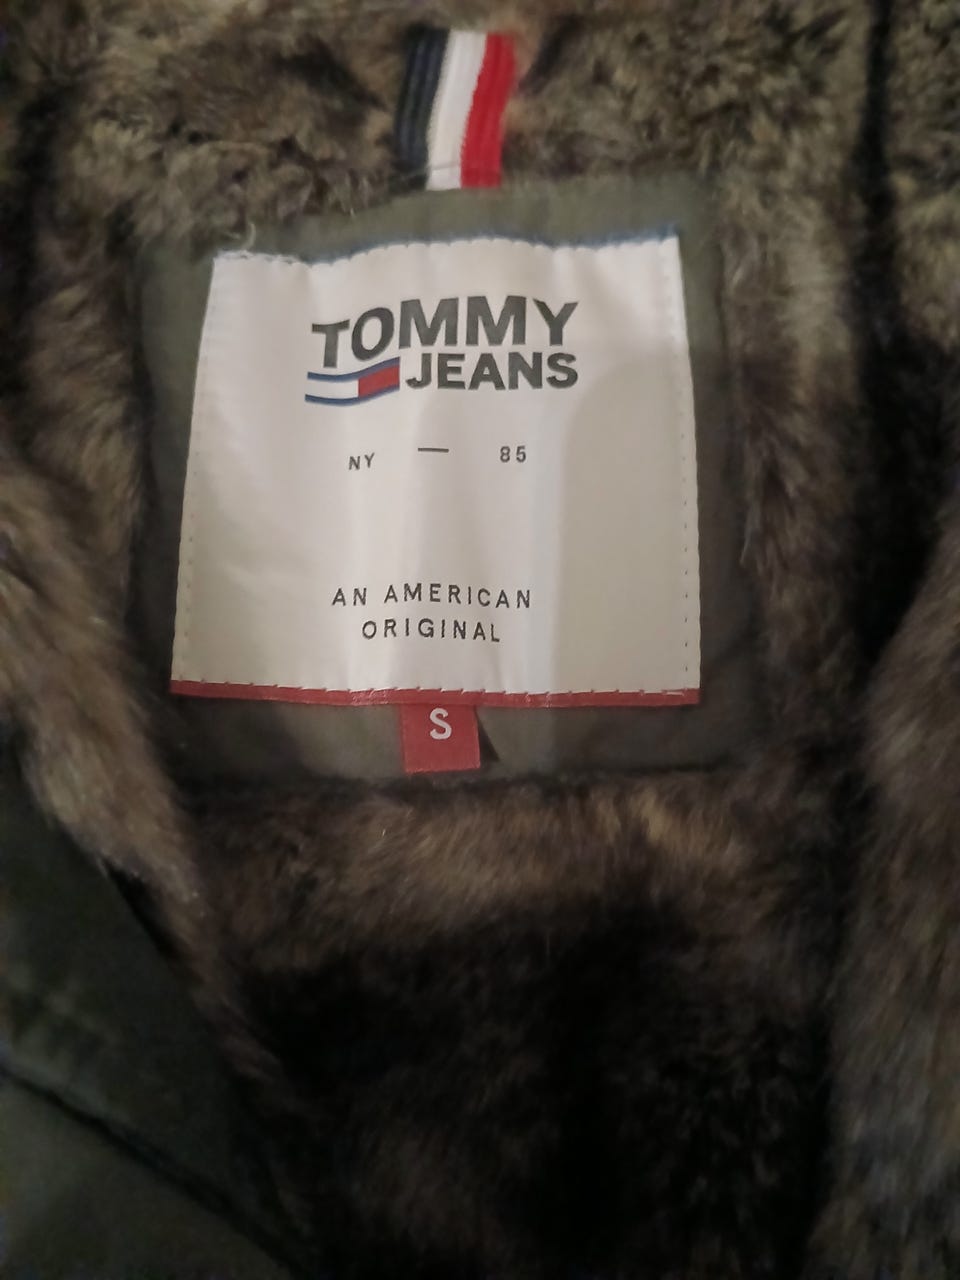 TOMMY
JEANS
NY — 85
AN AMERICAN
ORIGINAL
S